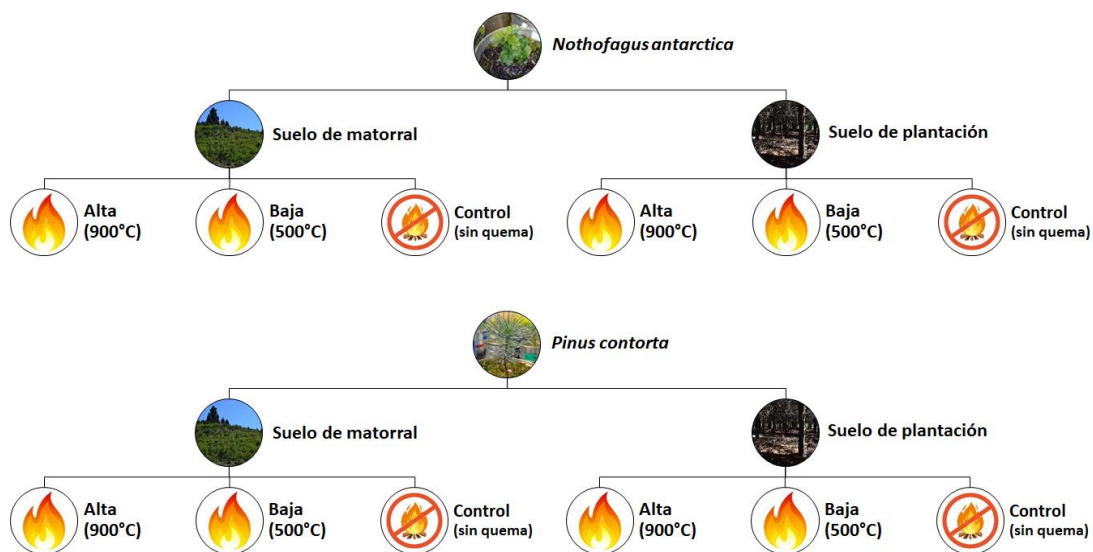 Nothofagus antarctica
Suelo de matorral
Suelo de plantación
Alta
(900°C)
Baja
(500°C)
Control
(sin quema)
Alta
(900°C)
Baja
(500°C)
Control
(sin quema)
Pinus contorta
Suelo de matorral
Suelo de plantación
Alta
(900°C)
Baja
(500°C)
Control
(sin quema)
Alta
(900°C)
Baja
(500°C)
Control
(sin quema)